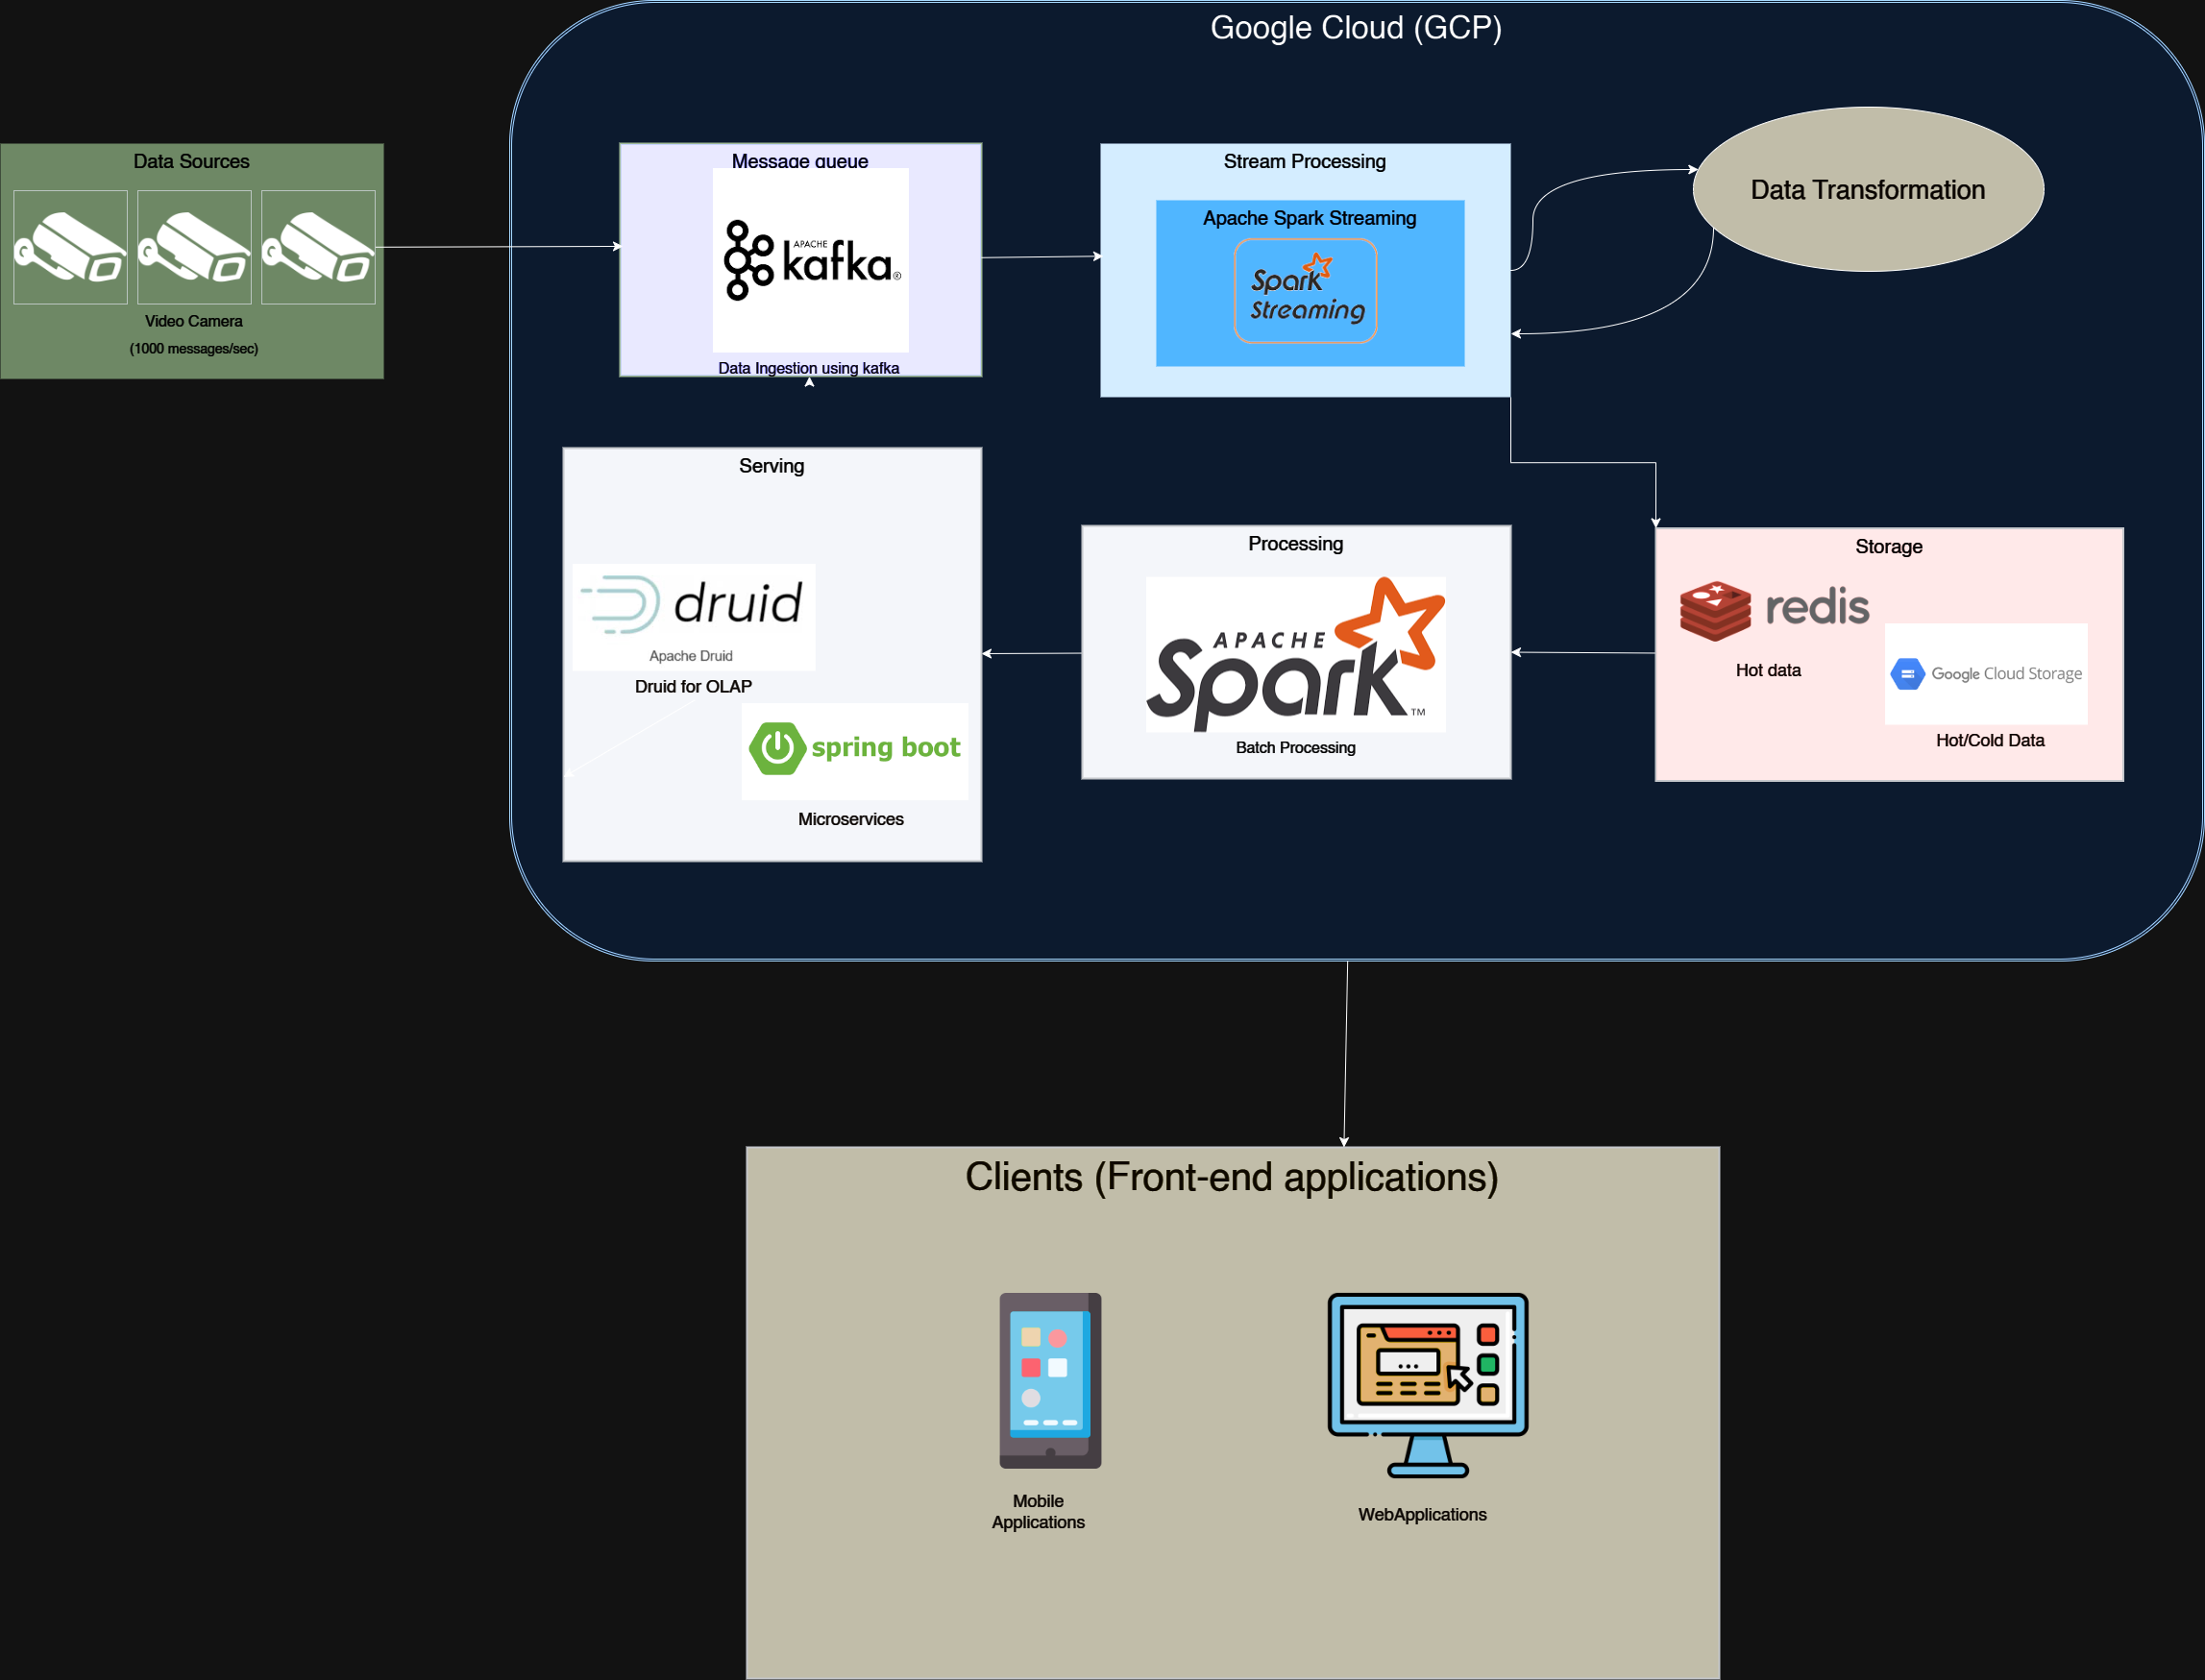 Google Cloud (GCP)
Data Sources
Video Camera
(1000 messages/sec)
Message queue
APACHE
kafka®
Data Ingestion using kafka
Stream Processing
Apache Spark Streaming
Spark
Streaming
Data Transformation
Serving
druid
Apache Druid
Druid for OLAP
spring boot
Microservices
Processing
APACHE
Spark™
Batch Processing
Storage
redis
Hot data
Google Cloud Storage
Hot/Cold Data
Clients (Front-end applications)
Mobile
Applications
WebApplications